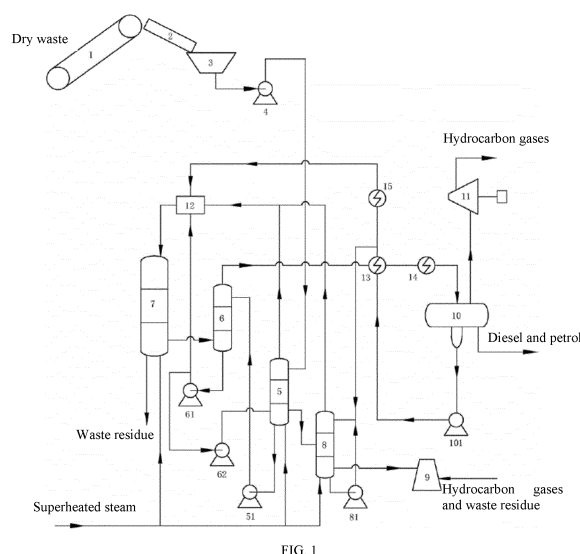 Dry waste
1
2
3
4
Hydrocarbon gases
11
15
12
13
14
7
6
10
Diesel and petrol
5
61
8
101
Waste residue
62
9
51
81
Hydrocarbon gases
and waste residue
Superheated steam
FIG. 1